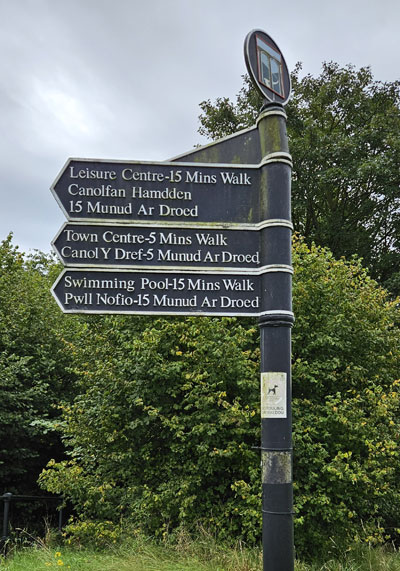 Leisure Centre-15 Mins Walk
Canolfan Hamdden
15 Munud Ar Droed
Town Centre-5 Mins Walk
Canol Y Dref-5 Munud Ar Droed
Swimming Pool-15 Mins Walk
Pwll Nofio-15 Munud Ar Droed